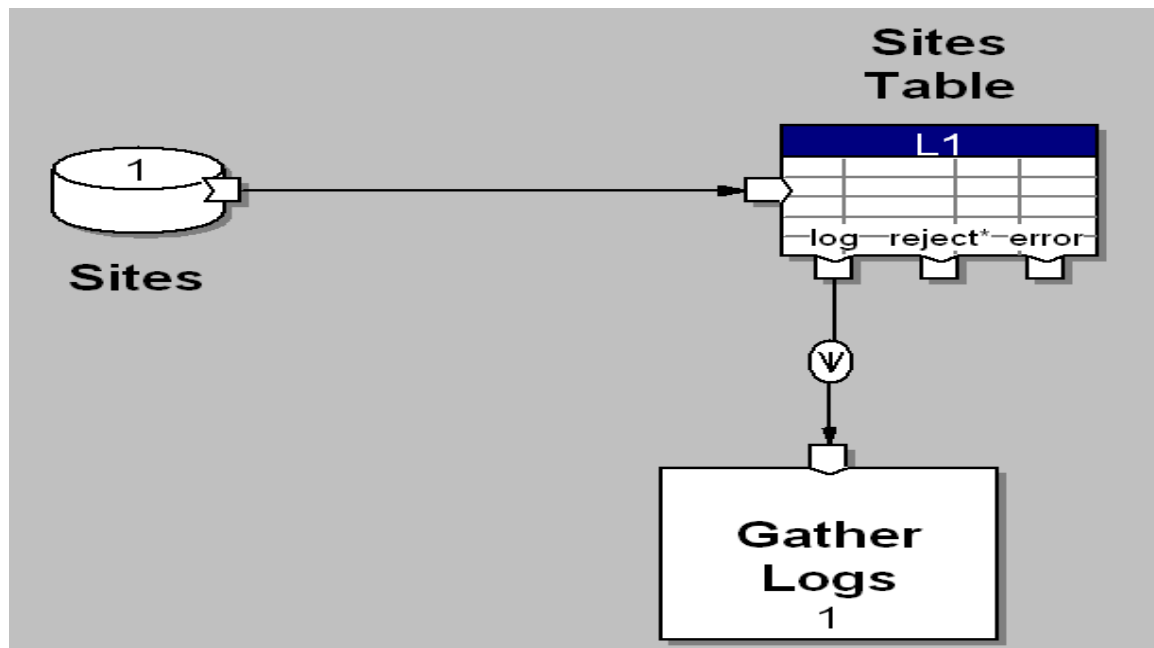 Sites
Table
L1
1
log reject* error
Sites
Gather
Logs
1